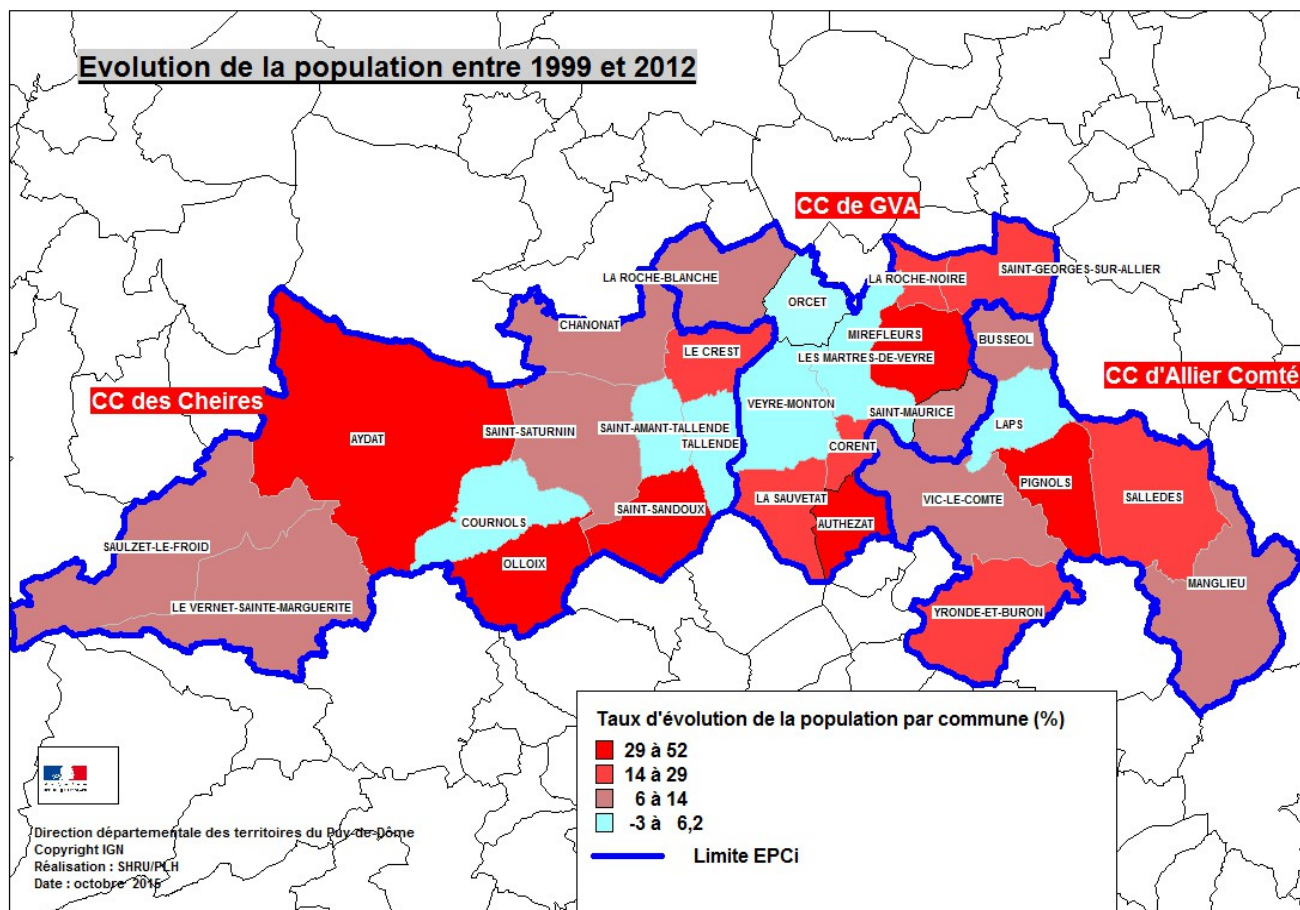 Evolution de la population entre 1999 et 2012
CC de GVA
LA ROCHE-BLANCHE
SAINT-GEORGES-SUR-ALLIER
LA ROCHE-NOIRE
ORCET
CHANONAT
MIREFLEURS
BUSSEOL
LE CREST
LES MARTRES-DE-VEYRE
CC d'Allier Comté
CC des Cheires
VEYRE-MONTON
SAINT-MAURICE
LAPS
AYDAT
SAINT-SATURNIN
SAINT-AMANT-TALLENDE
TALLENDE
CORENT
PIGNOLS
SALLEDES
LA SAUVETAT
VIC-LE-COMTE
SAINT-SANDOUX
COURNOLS
AUTHEZAT
SAULZET-LE-FROID
OLLOIX
MANGLIEU
LE VERNET-SAINTE-MARGUERITE
YRONDE-ET-BURON
Taux d'évolution de la population par commune (%)
29 à 52
14 à 29
6 à 14
-3 à 6,2
Limite EPCi
Direction départementale des territoires du Puy-de-Dôme
Copyright IGN
Réalisation : SHRU/PLH
Date : octobre 2015